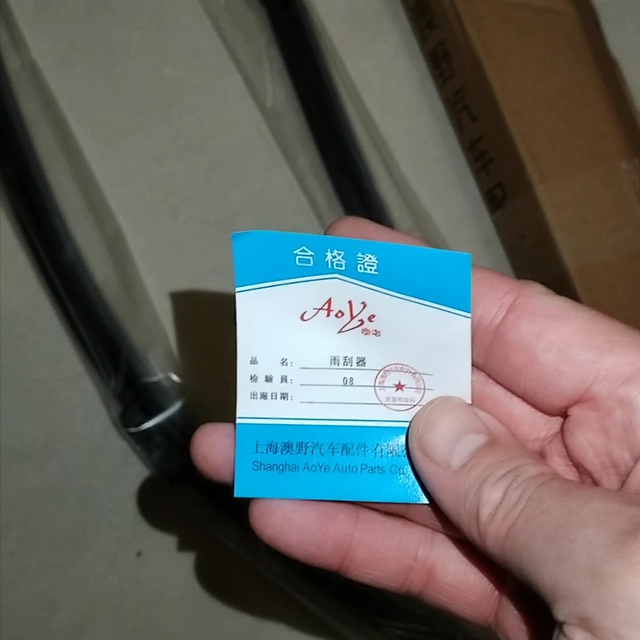 合格證
AoYe
品 名: 雨刮器
檢驗員: 08
出廠日期:
上海澳野汽车配件有限
Shanghai AoYe Auto Parts Co